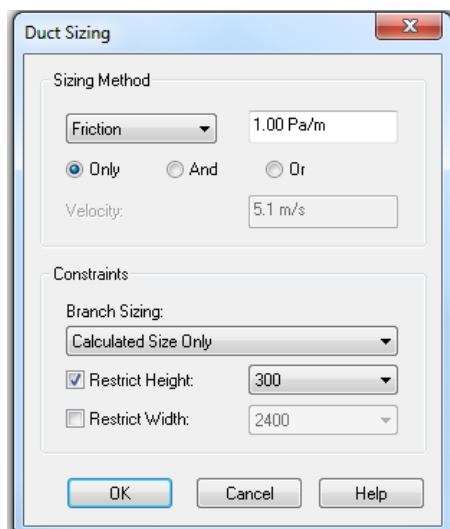 Duct Sizing
Sizing Method
Friction 1.00 Pa/m
Only And Or
Velocity: 5.1 m/s
Constraints
Branch Sizing:
Calculated Size Only
Restrict Height: 300
Restrict Width: 2400
OK Cancel Help